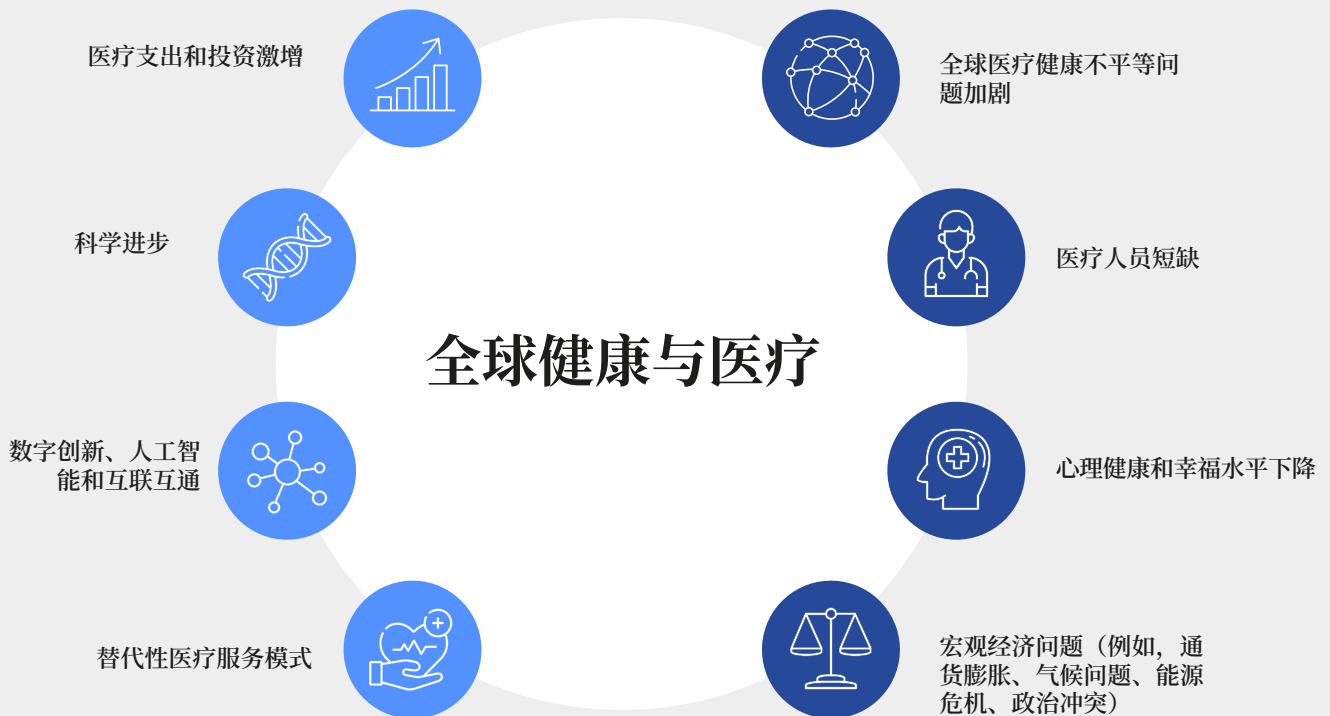 医疗支出和投资激增
全球医疗健康不平等问
题加剧
科学进步
医疗人员短缺
全球健康与医疗
数字创新、人工智
能和互联互通
心理健康和幸福水平下降
替代性医疗服务模式
宏观经济问题（例如，通
货膨胀、气候问题、能源
危机、政治冲突）